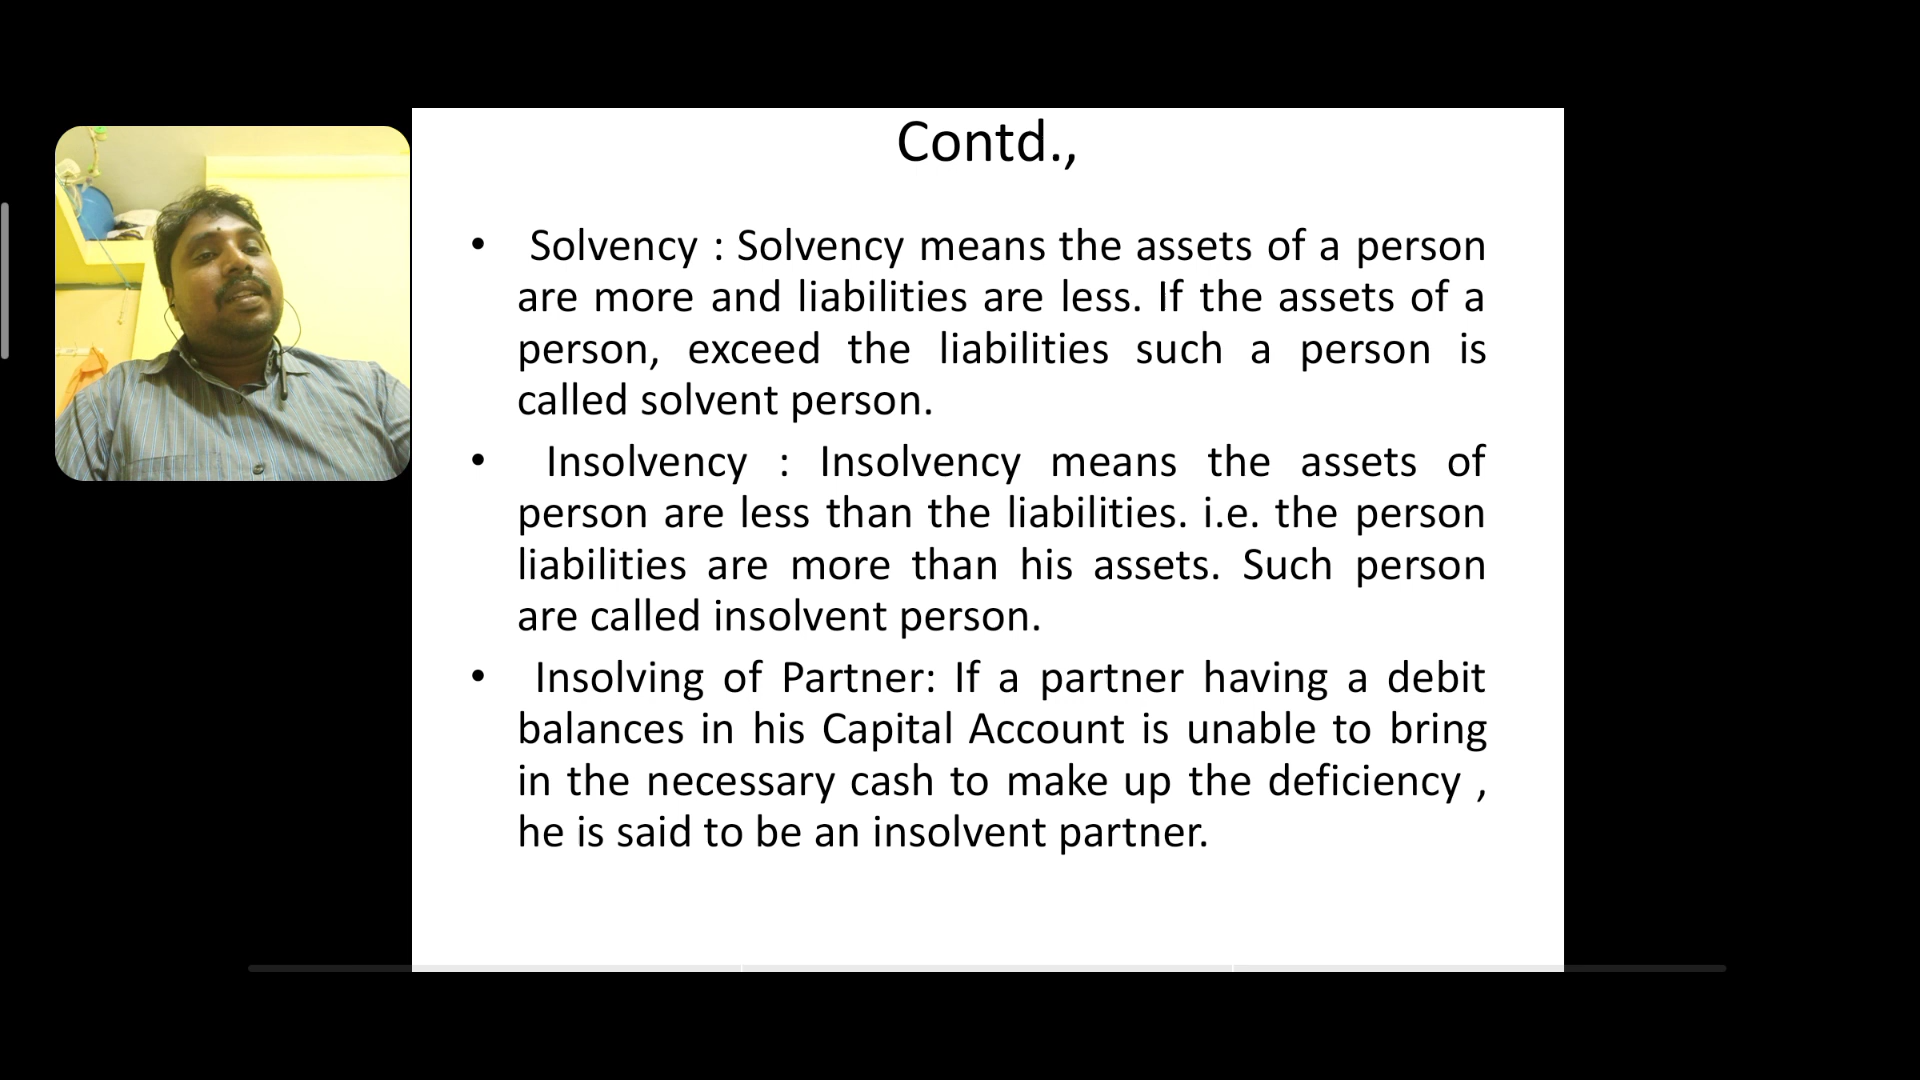 Contd.,
• Solvency : Solvency means the assets of a person
are more and liabilities are less. If the assets of a
person, exceed the liabilities such a person is
called solvent person.
• Insolvency : Insolvency means the assets of
person are less than the liabilities. i.e. the person
liabilities are more than his assets. Such person
are called insolvent person.
• Insolving of Partner: If a partner having a debit
balances in his Capital Account is unable to bring
in the necessary cash to make up the deficiency ,
he is said to be an insolvent partner.